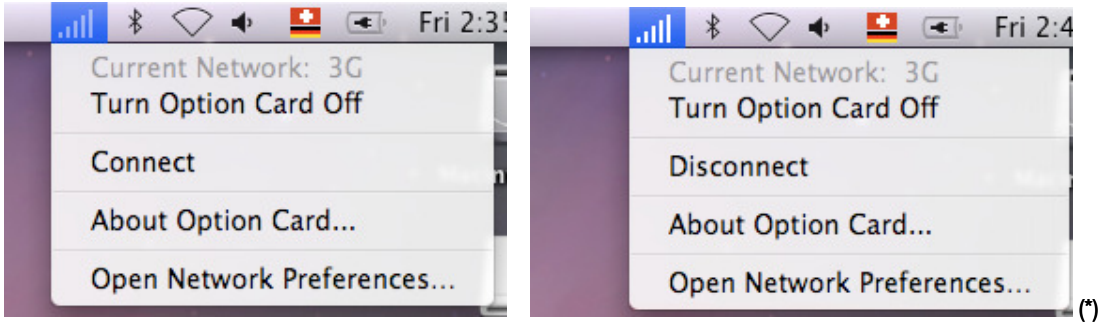 Fri 2:35
Current Network: 3G
Turn Option Card Off
Connect
About Option Card...
Open Network Preferences...
Fri 2:4
Current Network: 3G
Turn Option Card Off
Disconnect
About Option Card...
Open Network Preferences...
(*)